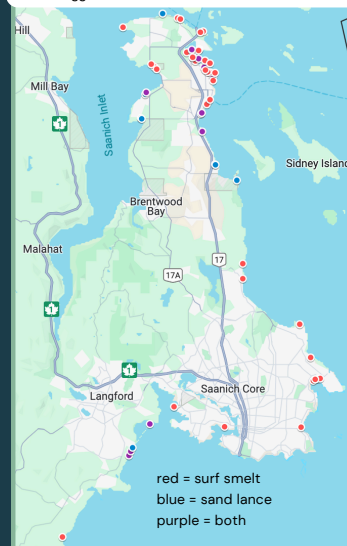 Hill
Mill Bay
1
Saanich Inlet
Sidney Island
Brentwood
Bay
Malahat
17
17A
1
1
Langford
Saanich Core
red = surf smelt
blue = sand lance
purple = both